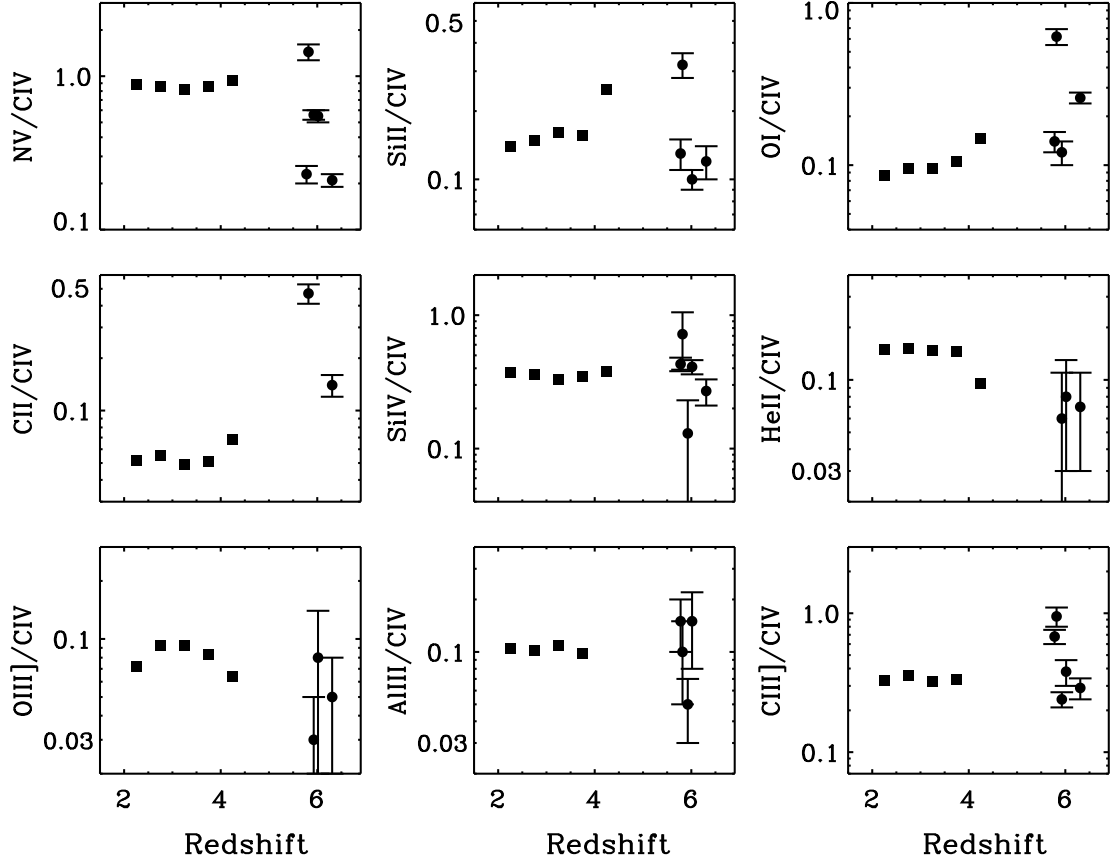 NV/CIV
1.0
0.1
SiII/CIV
0.5
0.1
OI/CIV
1.0
0.1
CII/CIV
0.5
0.1
SiIV/CIV
1.0
0.1
HeII/CIV
0.1
0.03
OIII]/CIV
0.1
0.03
2 4 6
Redshift
AlIII/CIV
0.1
0.03
2 4 6
Redshift
CIII]/CIV
1.0
0.1
2 4 6
Redshift